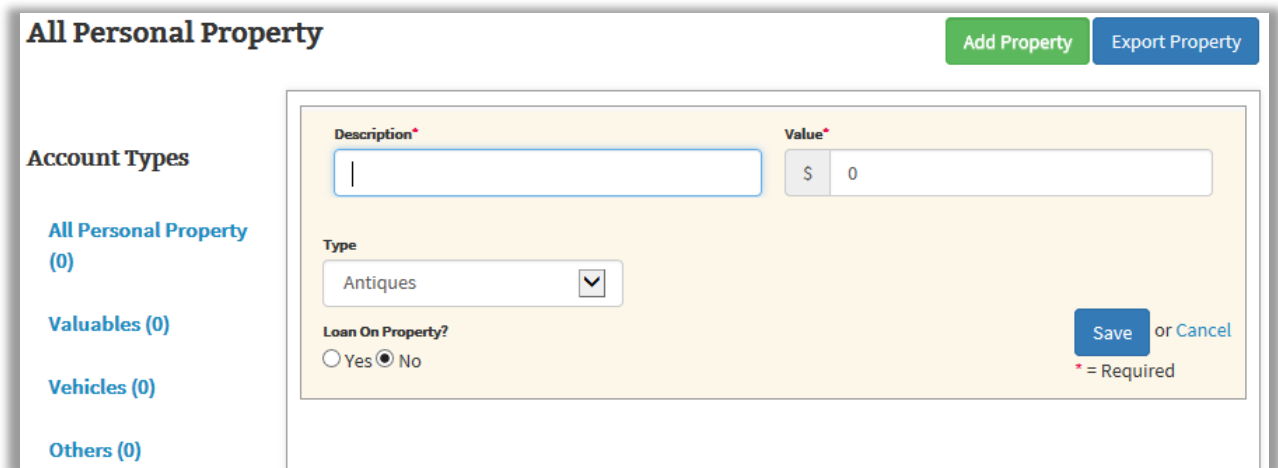 All Personal Property
Add Property
Export Property
Account Types
All Personal Property
(0)
Valuables (0)
Vehicles (0)
Others (0)
Description*
Value*
$ 0
Type
Antiques
Loan On Property?
Yes No
Save or Cancel
* = Required